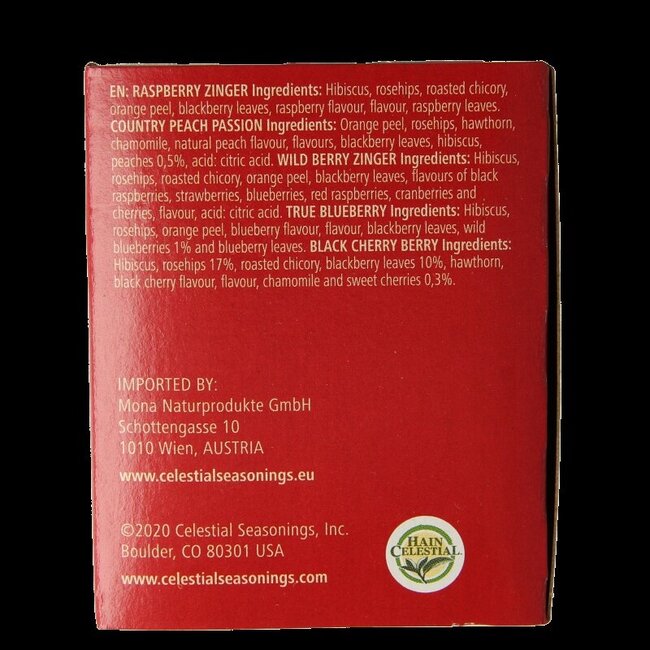 EN: RASPBERRY ZINGER Ingredients: Hibiscus, rosehips, roasted chicory,
orange peel, blackberry leaves, raspberry flavour, flavour, raspberry leaves.
COUNTRY PEACH PASSION Ingredients: Orange peel, rosehips, hawthorn,
chamomile, natural peach flavour, flavours, blackberry leaves, hibiscus,
peaches 0,5%, acid: citric acid. WILD BERRY ZINGER Ingredients: Hibiscus,
rosehips, roasted chicory, orange peel, blackberry leaves, flavours of black
raspberries, strawberries, blueberries, red raspberries, cranberries and
cherries, flavour, acid: citric acid. TRUE BLUEBERRY Ingredients: Hibiscus,
rosehips, orange peel, blueberry flavour, flavour, blackberry leaves, wild
blueberries 1% and blueberry leaves. BLACK CHERRY BERRY Ingredients:
Hibiscus, rosehips 17%, roasted chicory, blackberry leaves 10%, hawthorn,
black cherry flavour, flavour, chamomile and sweet cherries 0,3%.
IMPORTED BY:
Mona Naturprodukte GmbH
Schottengasse 10
1010 Wien, AUSTRIA
www.celestialseasonings.eu
©2020 Celestial Seasonings, Inc.
Boulder, CO 80301 USA
www.celestialseasonings.com
HAIN
CELESTIAL